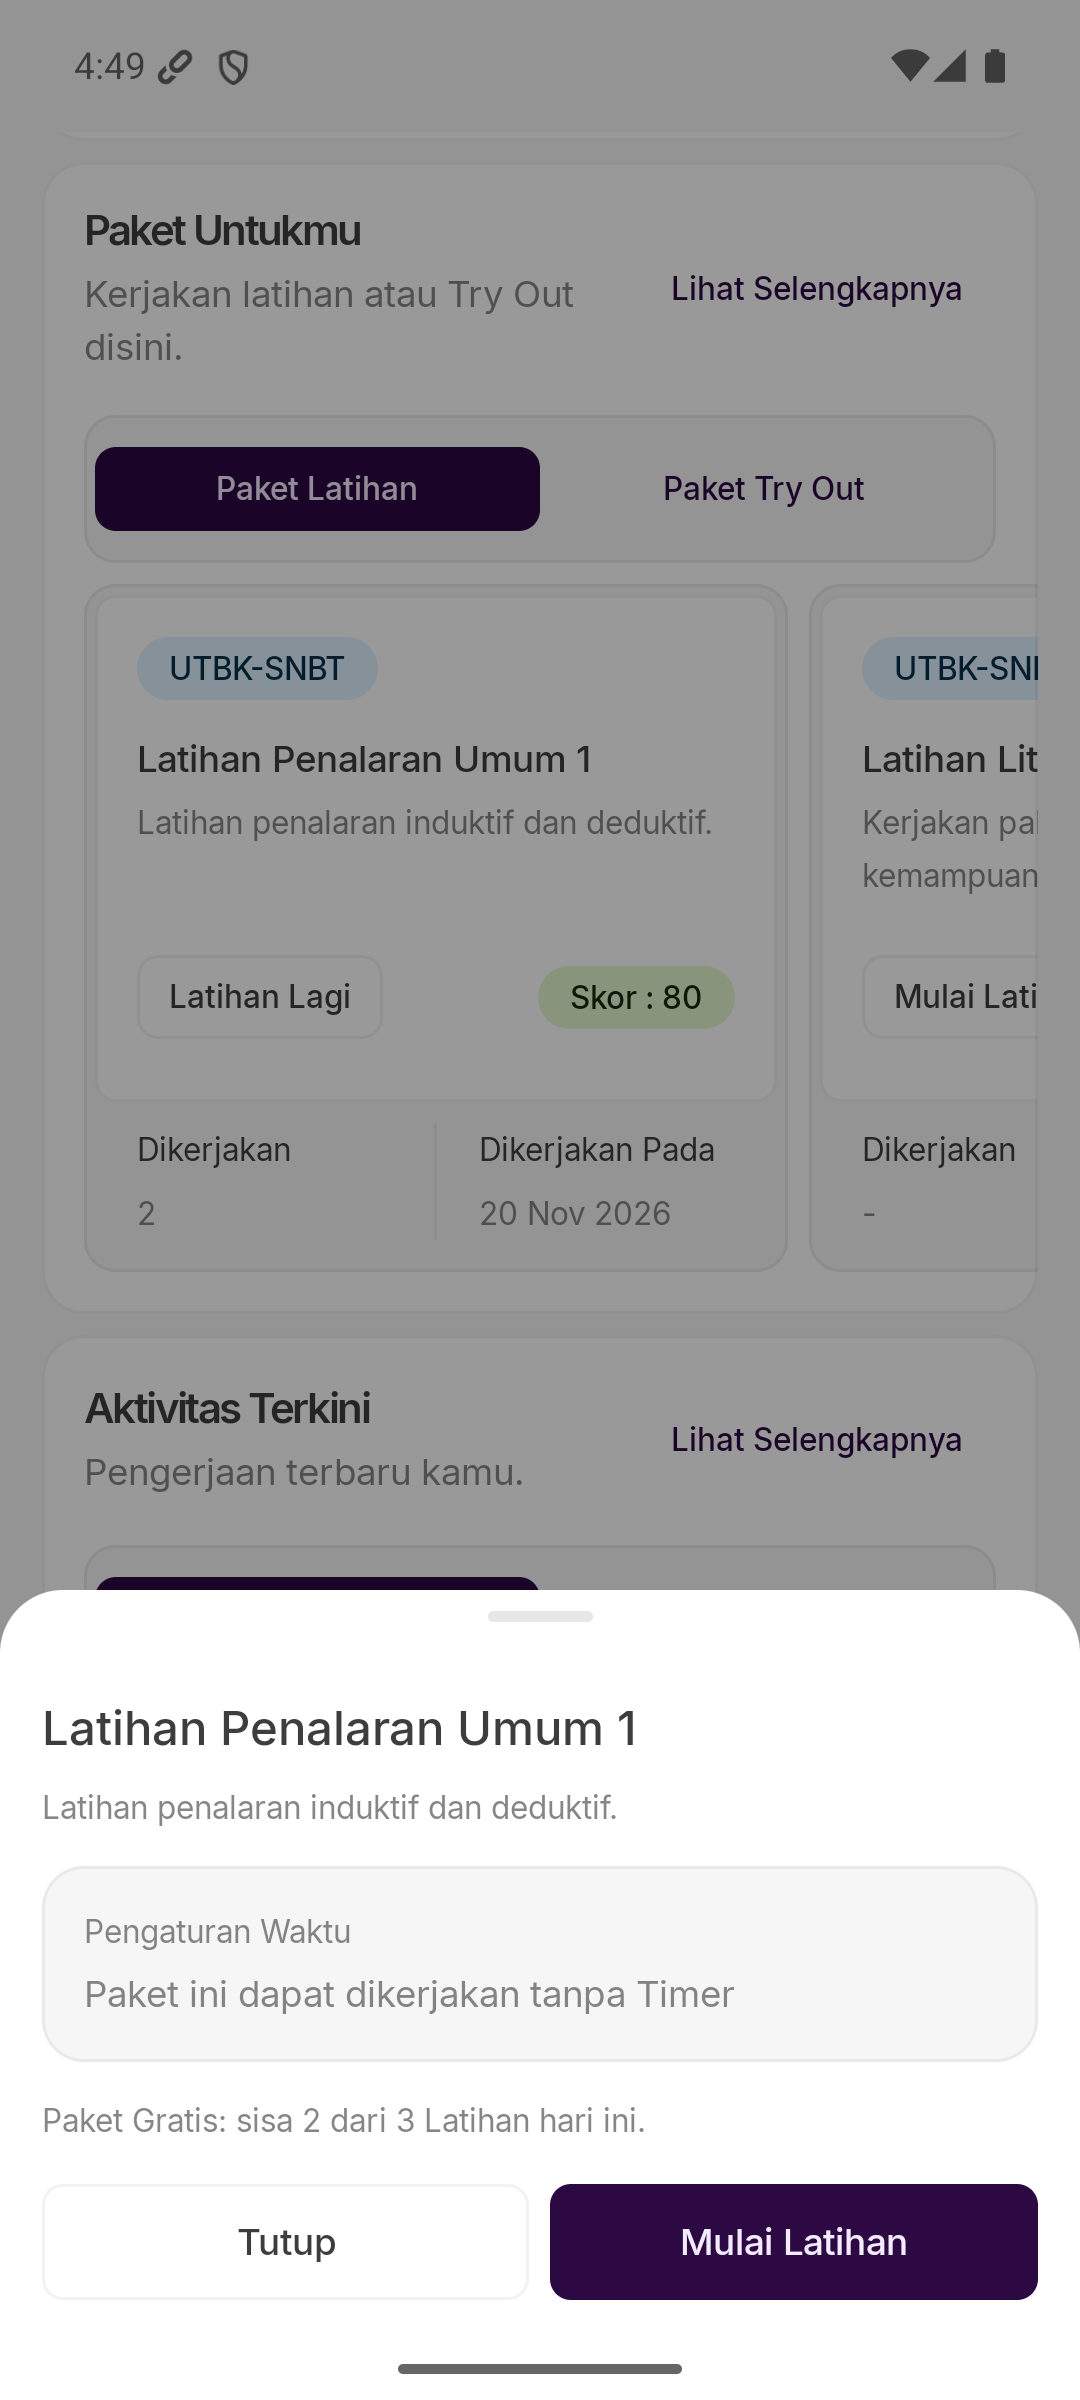 4:49
Paket Untukmu
Kerjakan latihan atau Try Out
disini.
Lihat Selengkapnya
Paket Latihan
Paket Try Out
UTBK-SNBT
Latihan Penalaran Umum 1
Latihan penalaran induktif dan deduktif.
Latihan Lagi
Skor : 80
Dikerjakan
2
Dikerjakan Pada
20 Nov 2026
Latihan
Kerjakan
kemampuan
Mulai
Dikerjakan
-
Aktivitas Terkini
Pengerjaan terbaru kamu.
Lihat Selengkapnya
Latihan Penalaran Umum 1
Latihan penalaran induktif dan deduktif.
Pengaturan Waktu
Paket ini dapat dikerjakan tanpa Timer
Paket Gratis: sisa 2 dari 3 Latihan hari ini.
Tutup
Mulai Latihan